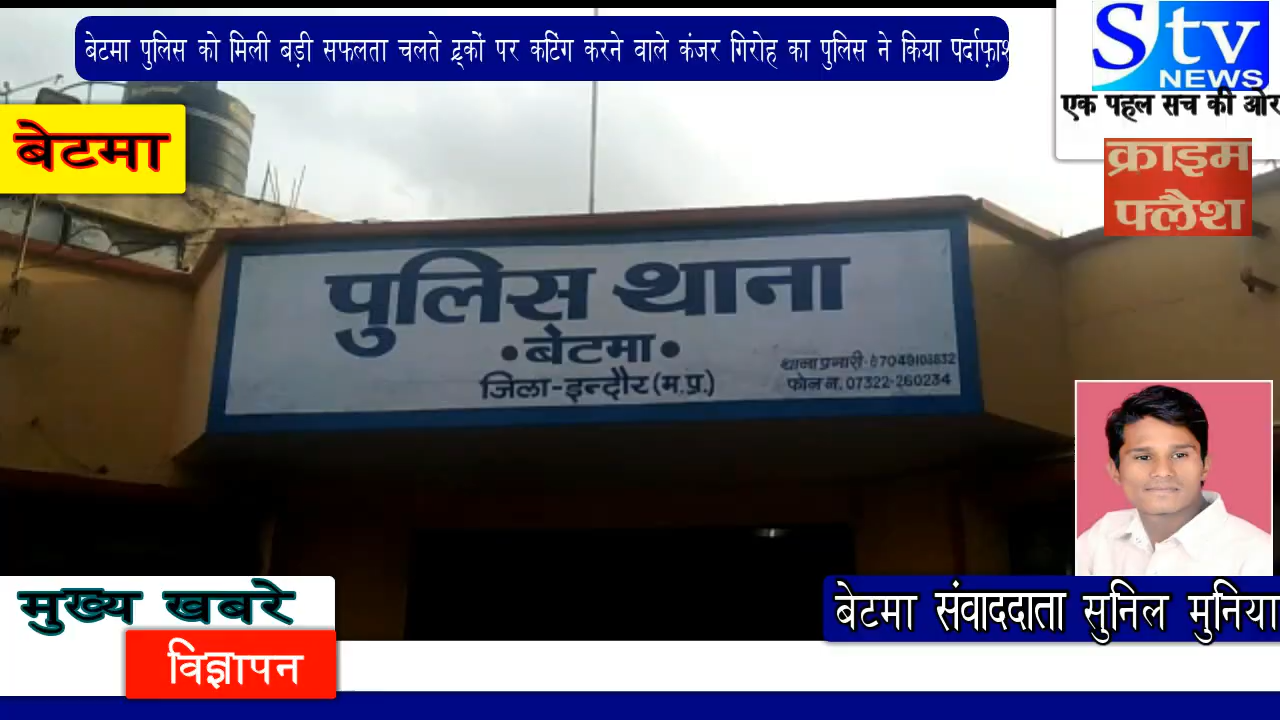 बेटमा पुलिस को मिली बड़ी सफलता चलते ट्रकों पर कटिंग करने वाले कंजर गिरोह का पुलिस ने किया पर्दाफ़ाश
Stv
NEWS
एक पहल सच की ओर
बेटमा
क्राइम
फ्लैश
पुलिस थाना
•बेटमा•
जिला-इन्दौर (म.प्र.)
थाना प्रभारी-
फोन न. 07322-260234
मुख्य खबरे
विज्ञापन
बेटमा संवाददाता सुनिल मुनिया